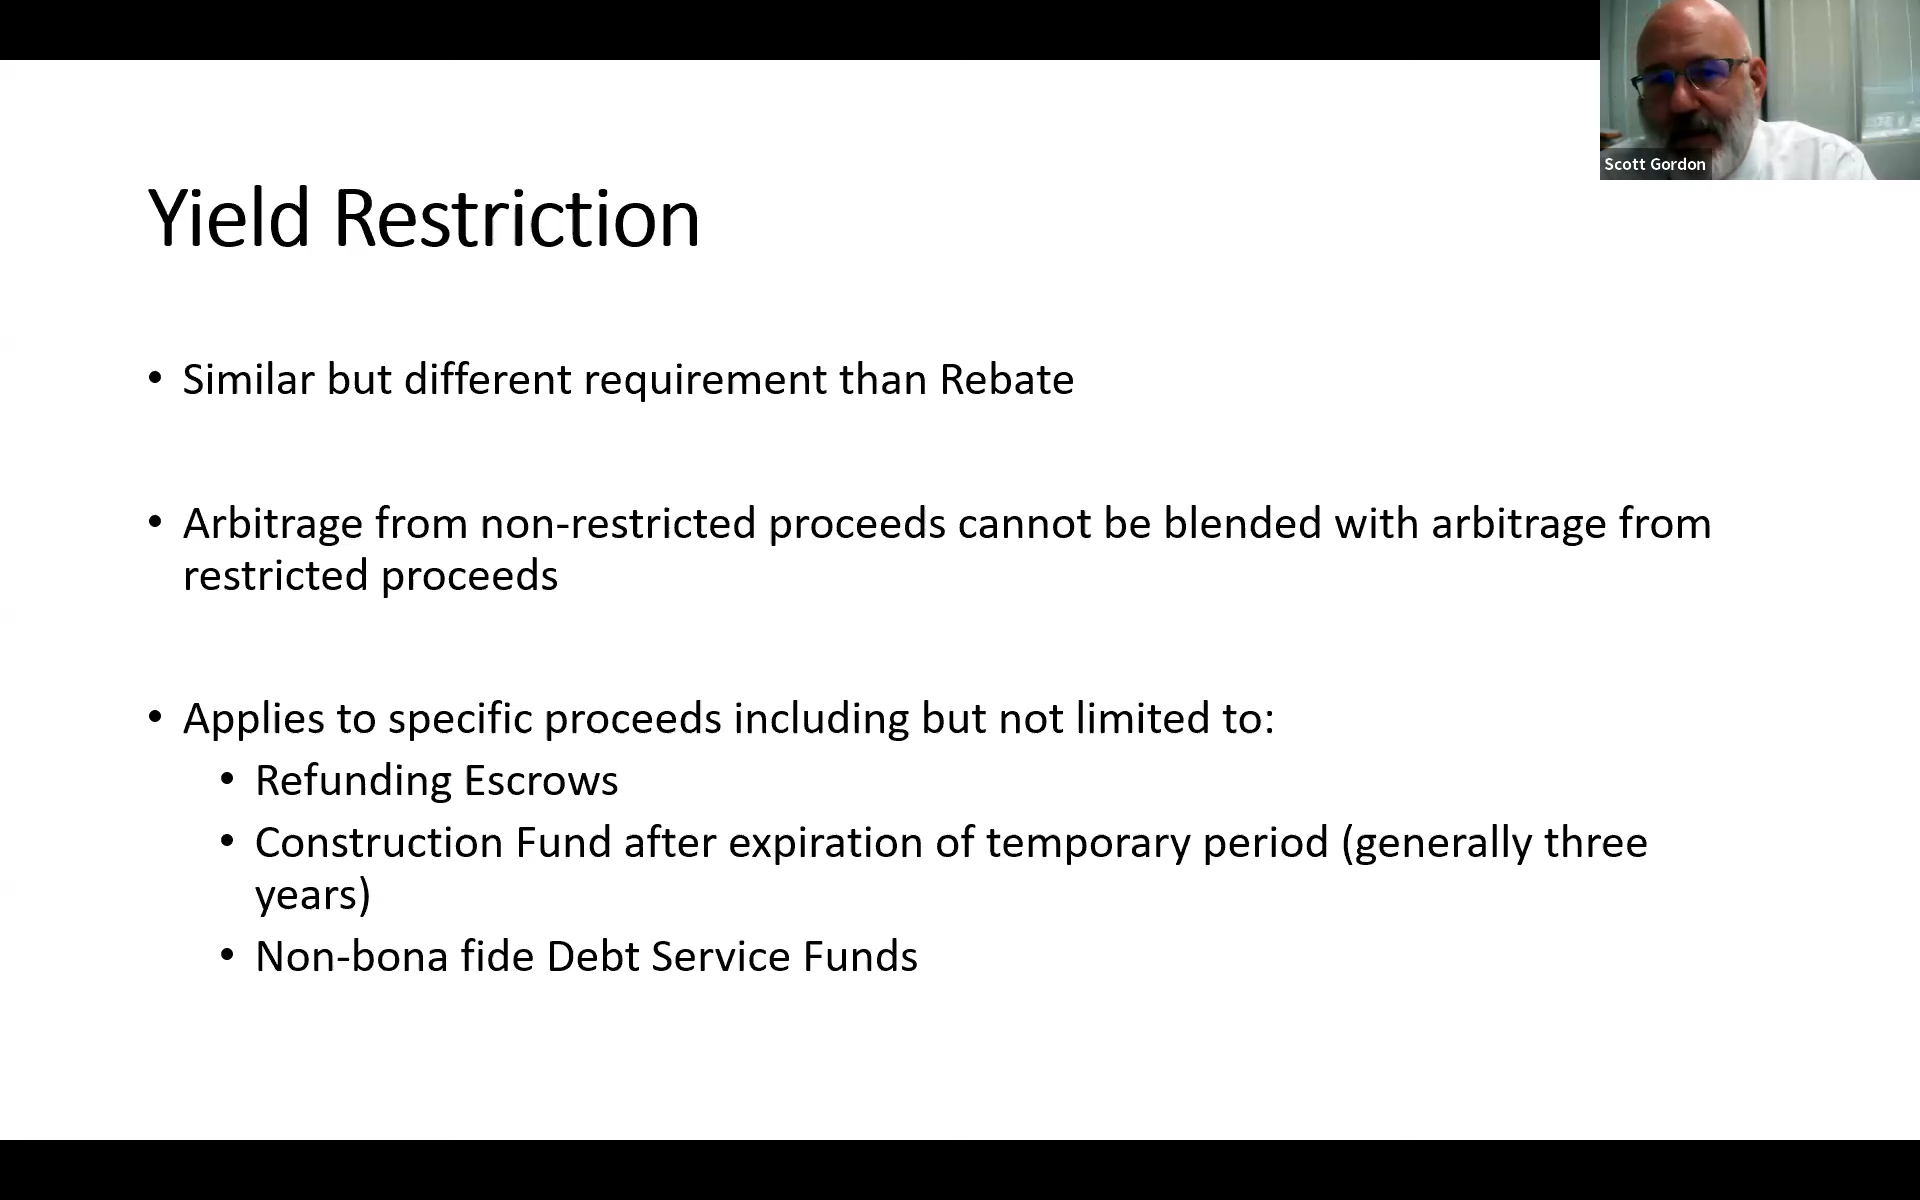 Scott Gordon
Yield Restriction
• Similar but different requirement than Rebate
• Arbitrage from non-restricted proceeds cannot be blended with arbitrage from
restricted proceeds
• Applies to specific proceeds including but not limited to:
• Refunding Escrows
• Construction Fund after expiration of temporary period (generally three
years)
• Non-bona fide Debt Service Funds